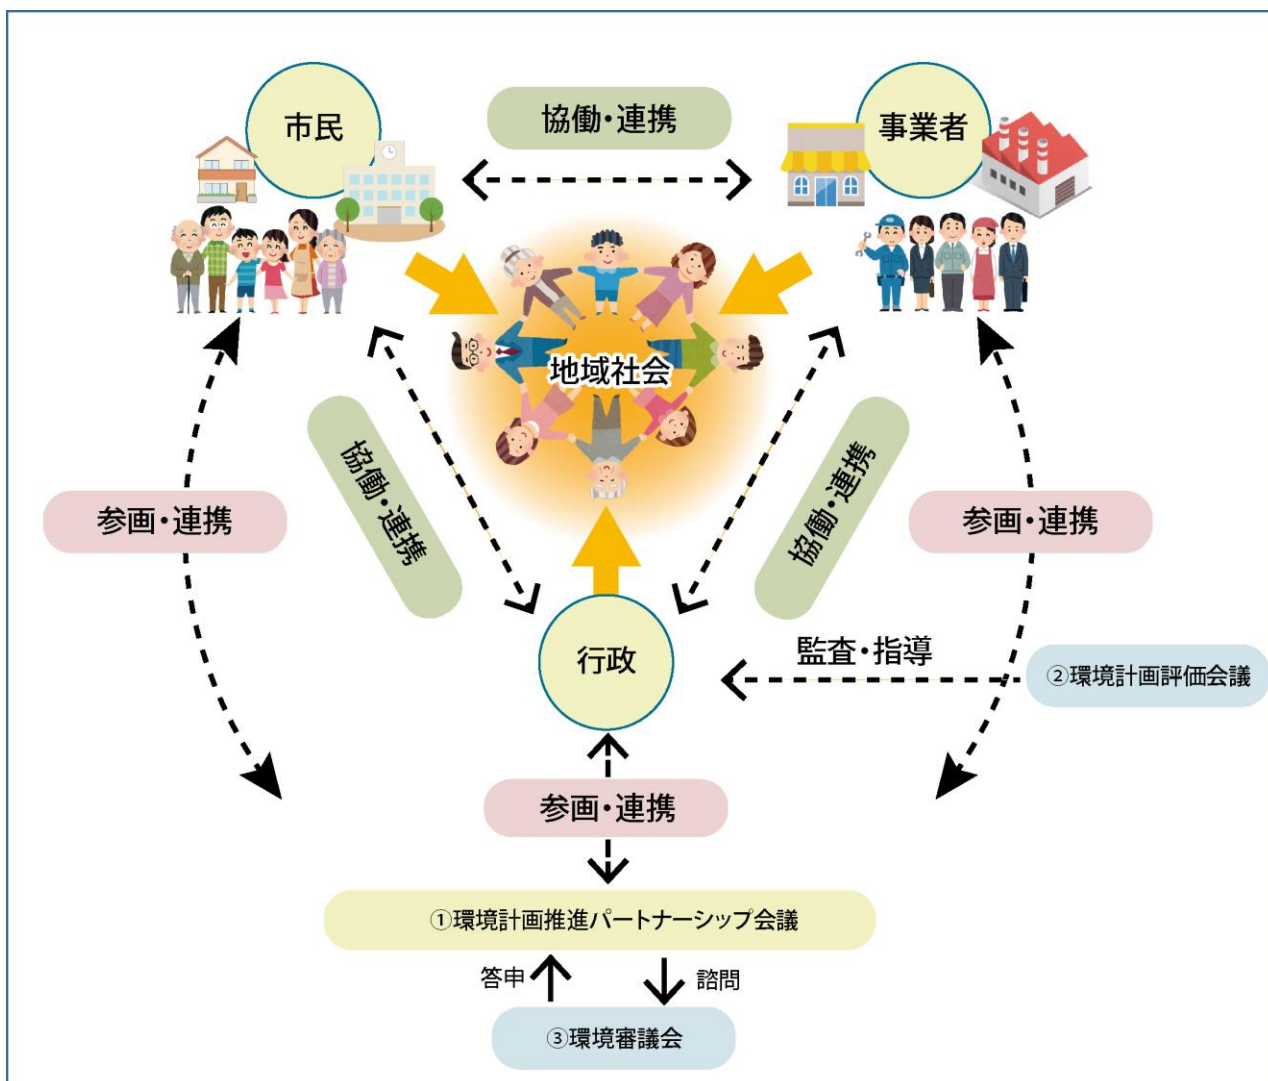 市民
協働・連携
事業者
地域社会
協働・連携
協働・連携
参画・連携
参画・連携
行政
監査・指導
②環境計画評価会議
参画・連携
①環境計画推進パートナーシップ会議
答申
諮問
③環境審議会